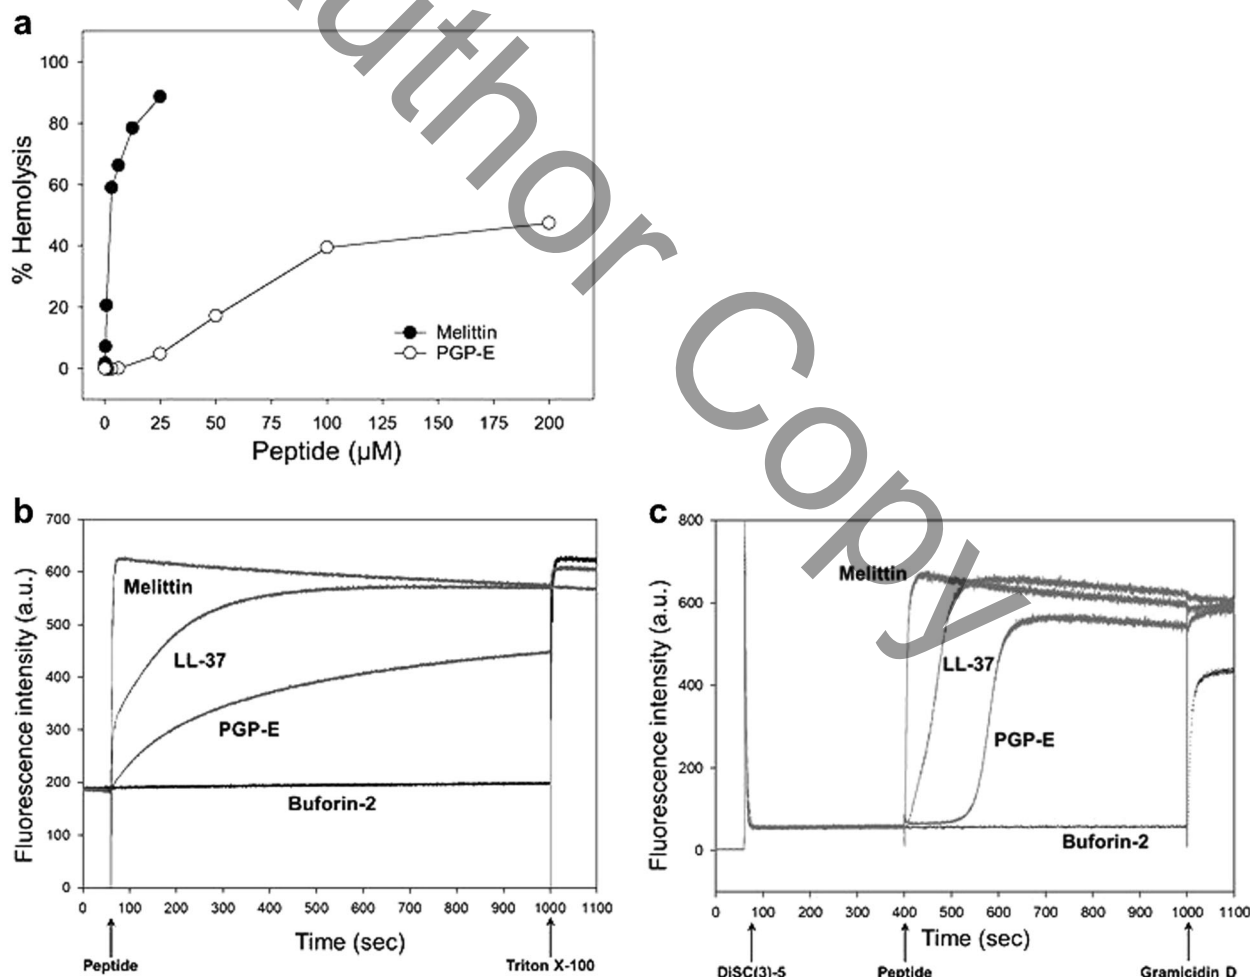 a
100
80
60
40
20
0
% Hemolysis
Melittin
PGP-E
0 25 50 75 100 125 150 175 200
Peptide (µM)
Author Copy
b
700
600
500
400
300
200
100
0
Fluorescence intensity (a.u.)
Melittin
LL-37
PGP-E
Buforin-2
0 100 200 300 400 500 600 700 800 900 1000 1100
Time (sec)
Peptide
Triton X-100
c
800
600
400
200
0
Fluorescence intensity (a.u.)
Melittin
LL-37
PGP-E
Buforin-2
0 100 200 300 400 500 600 700 800 900 1000 1100
Time (sec)
DiSC(3)-5
Peptide
Gramicidin D